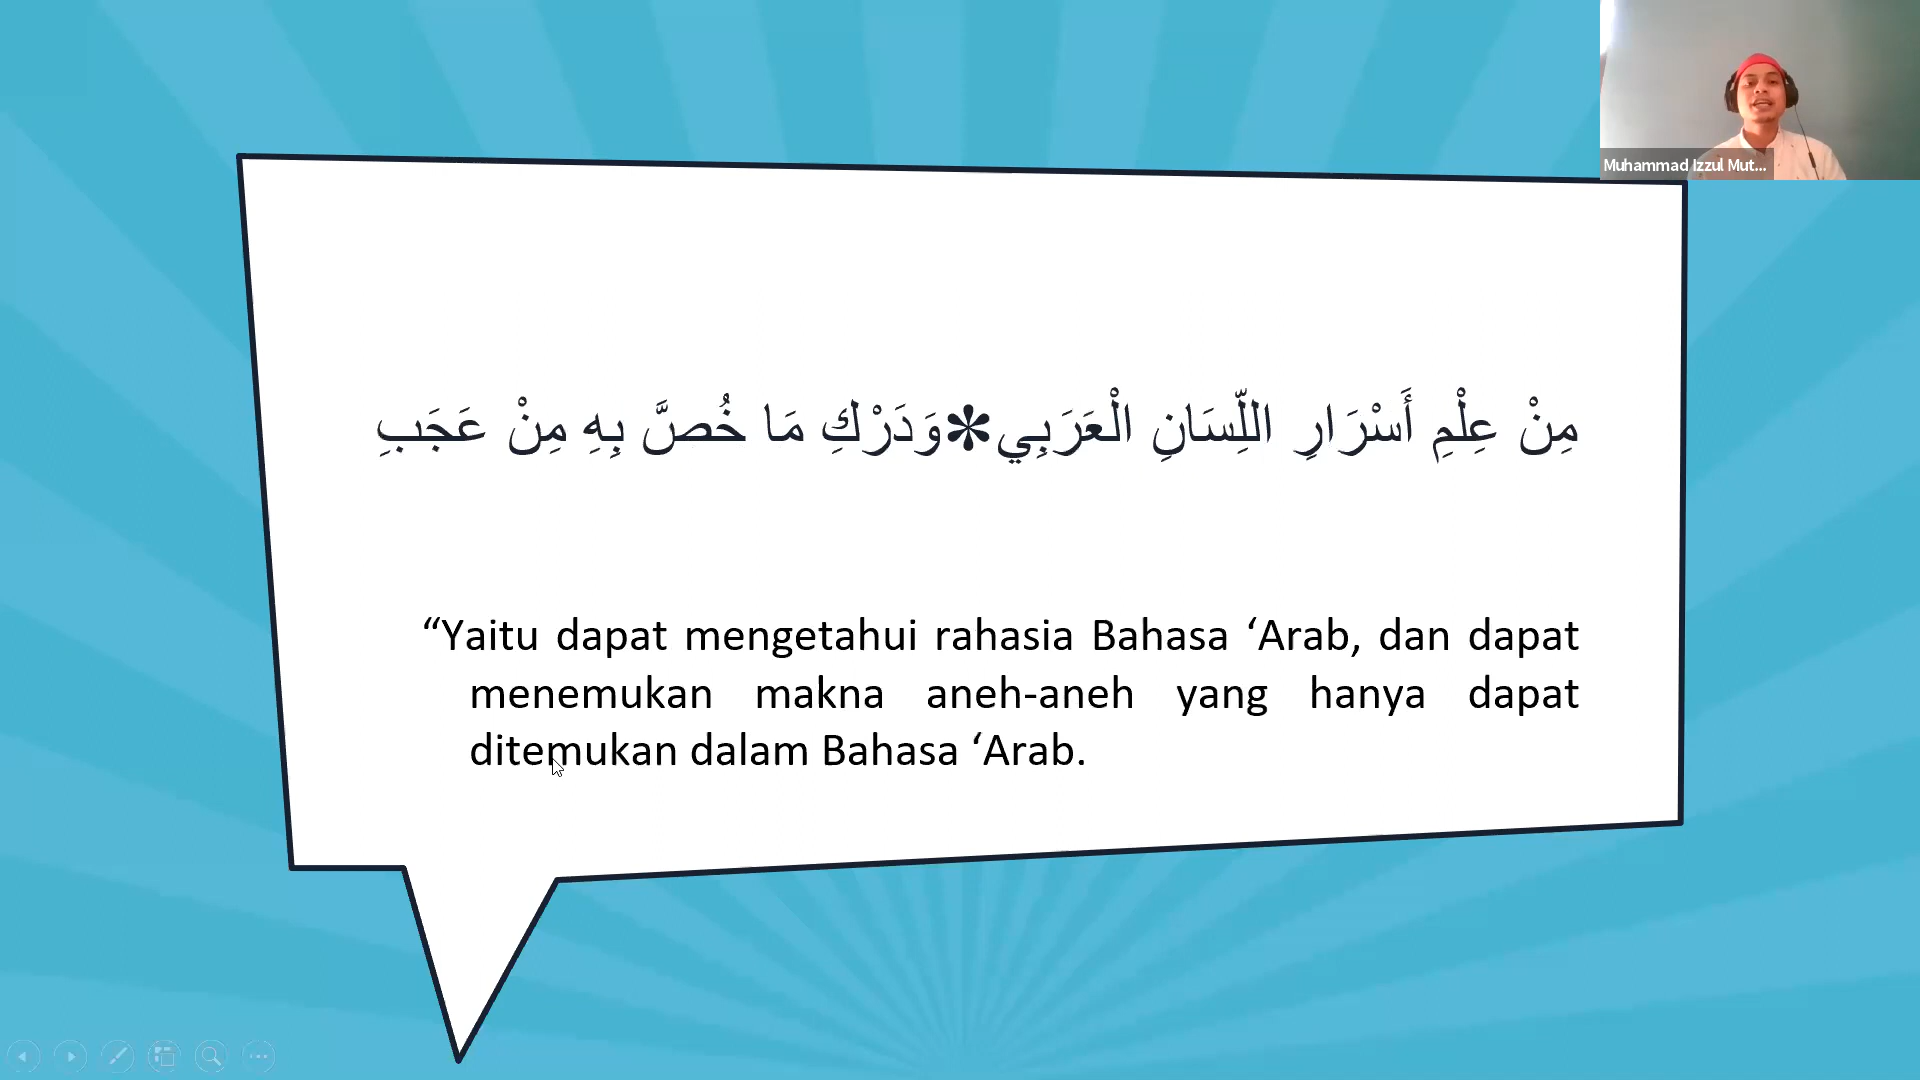 Muhammad Izzul Mut...
مِنْ عِلْمِ أَسْرَارِ اللِّسَانِ الْعَرَبِي*وَدَرْكِ مَا خُصَّ بِهِ مِنْ عَجَبِ
“Yaitu dapat mengetahui rahasia Bahasa ‘Arab, dan dapat
menemukan makna aneh-aneh yang hanya dapat
ditemukan dalam Bahasa ‘Arab.